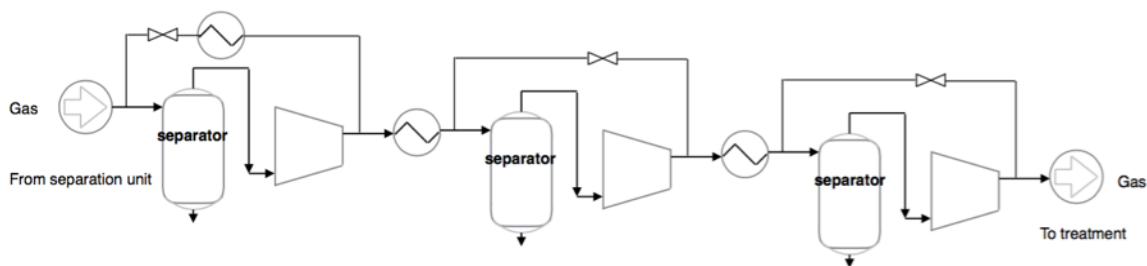 Gas
separator
From separation unit
separator
separator
Gas
To treatment